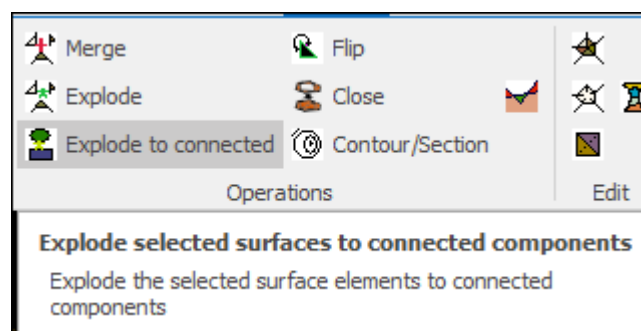 Merge
Flip
Explode
Close
Explode to connected
Contour/Section
Operations
Edit
Explode selected surfaces to connected components
Explode the selected surface elements to connected
components